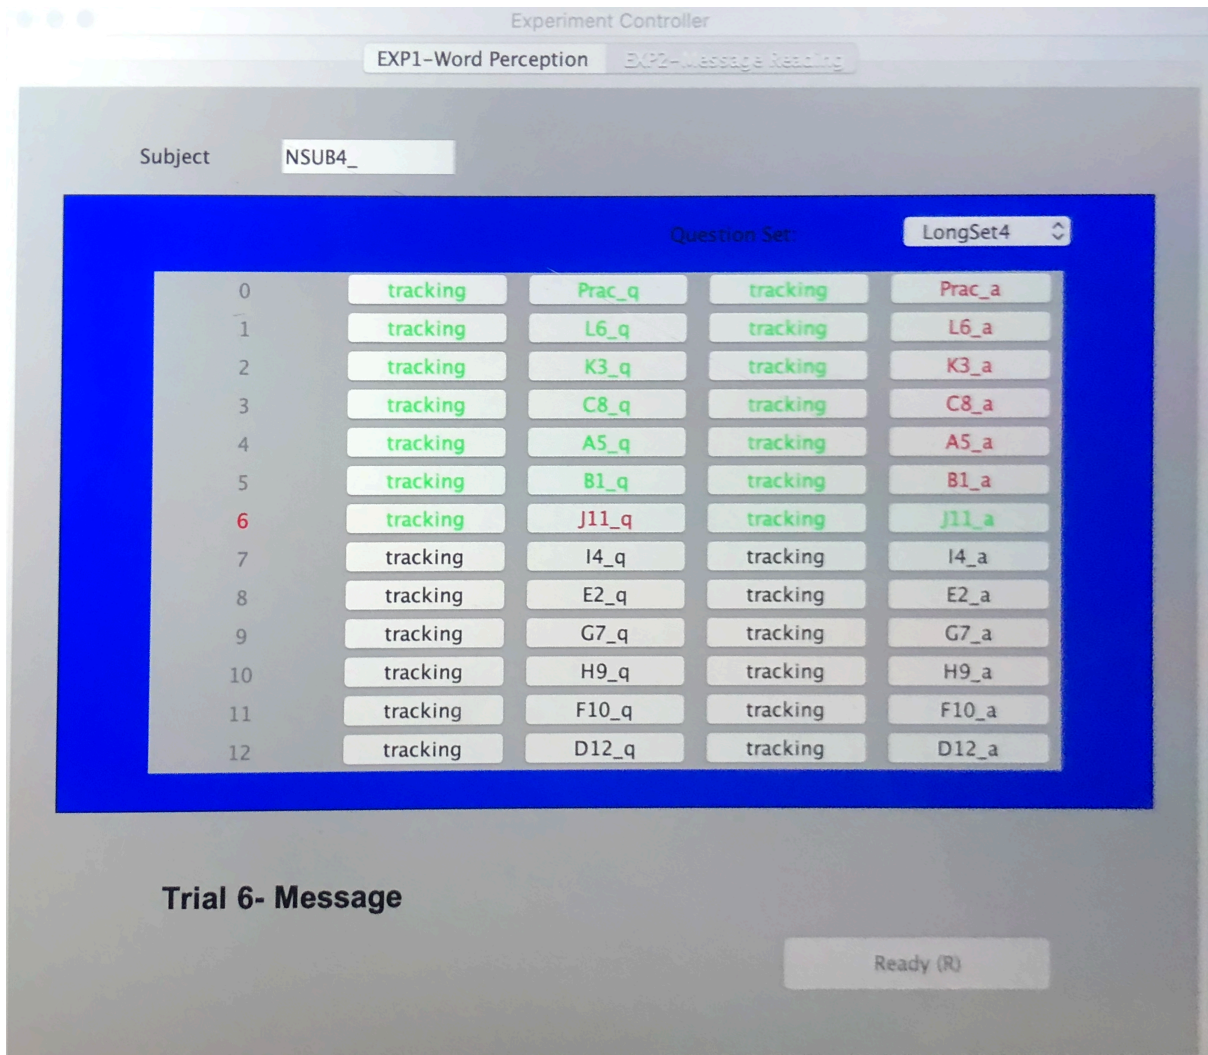 Experiment Controller
EXP1-Word Perception EXP2-Message Reading
Subject NSUB4_
Question Set: LongSet4
0 tracking Prac_q tracking Prac_a
1 tracking L6_q tracking L6_a
2 tracking K3_q tracking K3_a
3 tracking C8_q tracking C8_a
4 tracking A5_q tracking A5_a
5 tracking B1_q tracking B1_a
6 tracking J11_q tracking J11_a
7 tracking I4_q tracking I4_a
8 tracking E2_q tracking E2_a
9 tracking G7_q tracking G7_a
10 tracking H9_q tracking H9_a
11 tracking F10_q tracking F10_a
12 tracking D12_q tracking D12_a
Trial 6- Message
Ready (R)